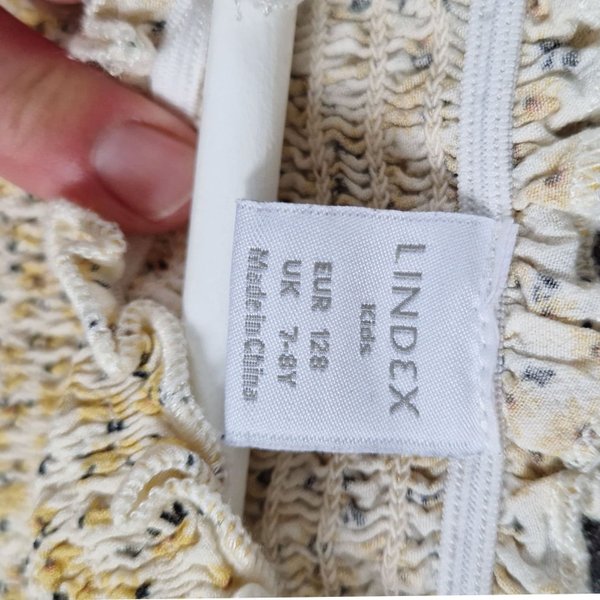 LINDEX
Kids
EUR 128
UK 7-8Y
Made in China